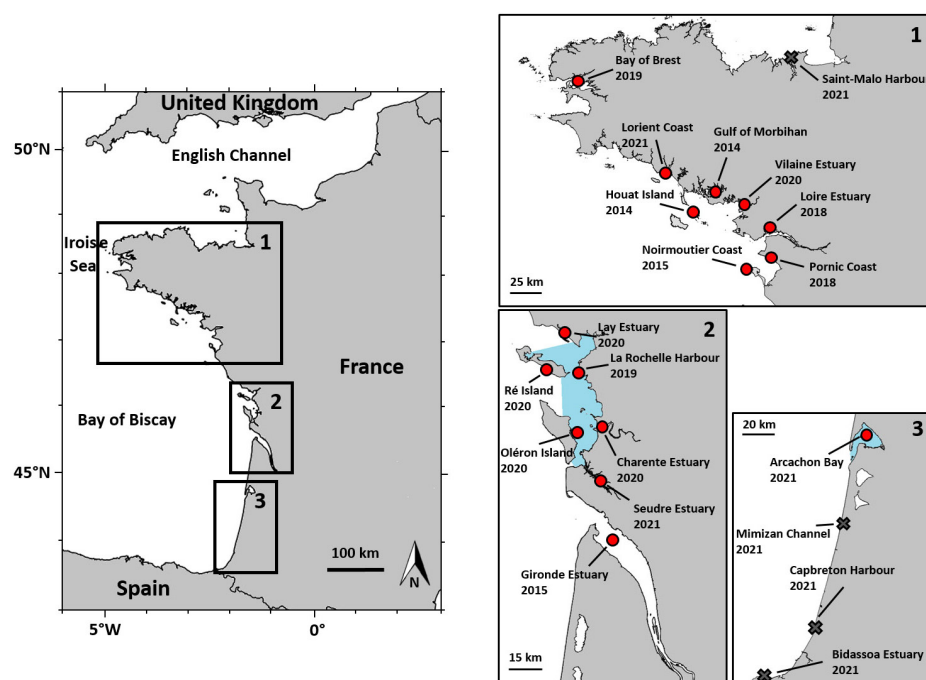 United Kingdom
50°N
English Channel
Iroise
Sea
1
France
Bay of Biscay
2
45°N
3
100 km
N
Spain
5°W
0°
1
Bay of Brest
2019
Saint-Malo Harbour
2021
Lorient Coast
2021
Gulf of Morbihan
2014
Vilaine Estuary
2020
Houat Island
2014
Loire Estuary
2018
Noirmoutier Coast
2015
Pornic Coast
2018
25 km
2
Lay Estuary
2020
La Rochelle Harbour
2019
Ré Island
2020
Oléron Island
2020
Charente Estuary
2020
Seudre Estuary
2021
Gironde Estuary
2015
15 km
20 km
3
Arcachon Bay
2021
Mimizan Channel
2021
Capbreton Harbour
2021
Bidassoa Estuary
2021